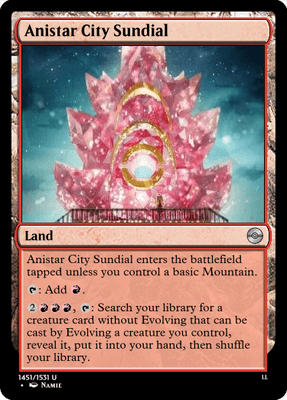 Anistar City Sundial
Land
Anistar City Sundial enters the battlefield
tapped unless you control a basic Mountain.
: Add .
2, : Search your library for a
creature card without Evolving that can be
cast by Evolving a creature you control,
reveal it, put it into your hand, then shuffle
your library.
1451/1531 U
LL
• Namie